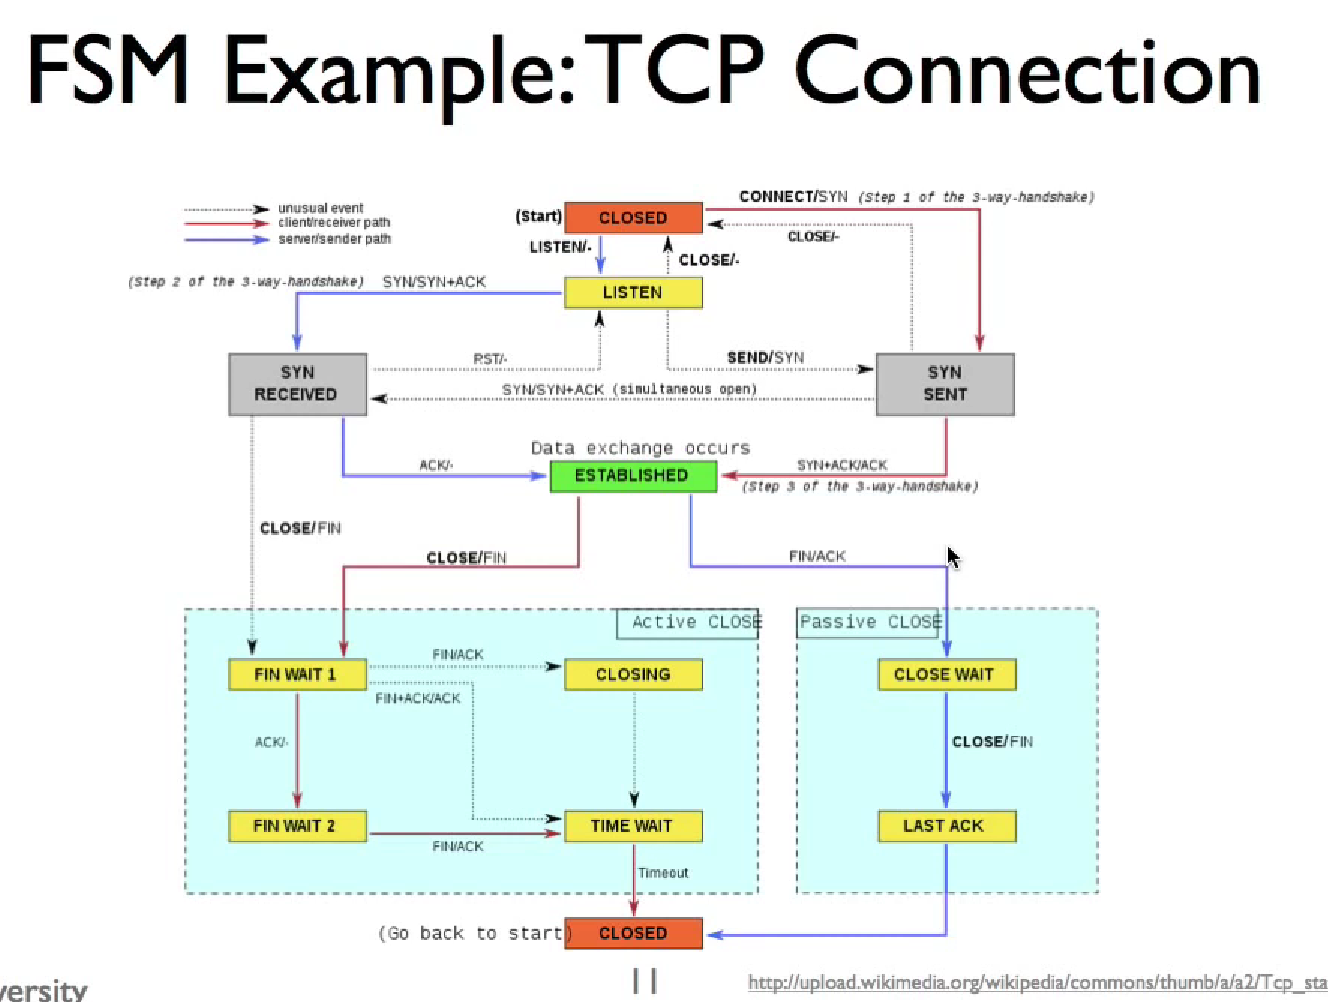 FSM Example: TCP Connection
unusual event
client/receiver path
server/sender path
(Start)
CLOSED
CONNECT/SYN (Step 1 of the 3-way-handshake)
CLOSE/-
LISTEN/-
CLOSE/-
(Step 2 of the 3-way-handshake) SYN/SYN+ACK
LISTEN
SYN
RECEIVED
RST/-
SEND/SYN
SYN
SENT
SYN/SYN+ACK (simultaneous open)
Data exchange occurs
ACK/-
ESTABLISHED
SYN+ACK/ACK
(Step 3 of the 3-way-handshake)
CLOSE/FIN
CLOSE/FIN
FIN/ACK
Active CLOSE
Passive CLOSE
FIN WAIT 1
FIN/ACK
CLOSING
CLOSE WAIT
FIN+ACK/ACK
ACK/-
CLOSE/FIN
FIN WAIT 2
FIN/ACK
TIME WAIT
LAST ACK
Timeout
(Go back to start)
CLOSED
versity
11
http://upload.wikimedia.org/wikipedia/commons/thumb/a/a2/Tcp_sta